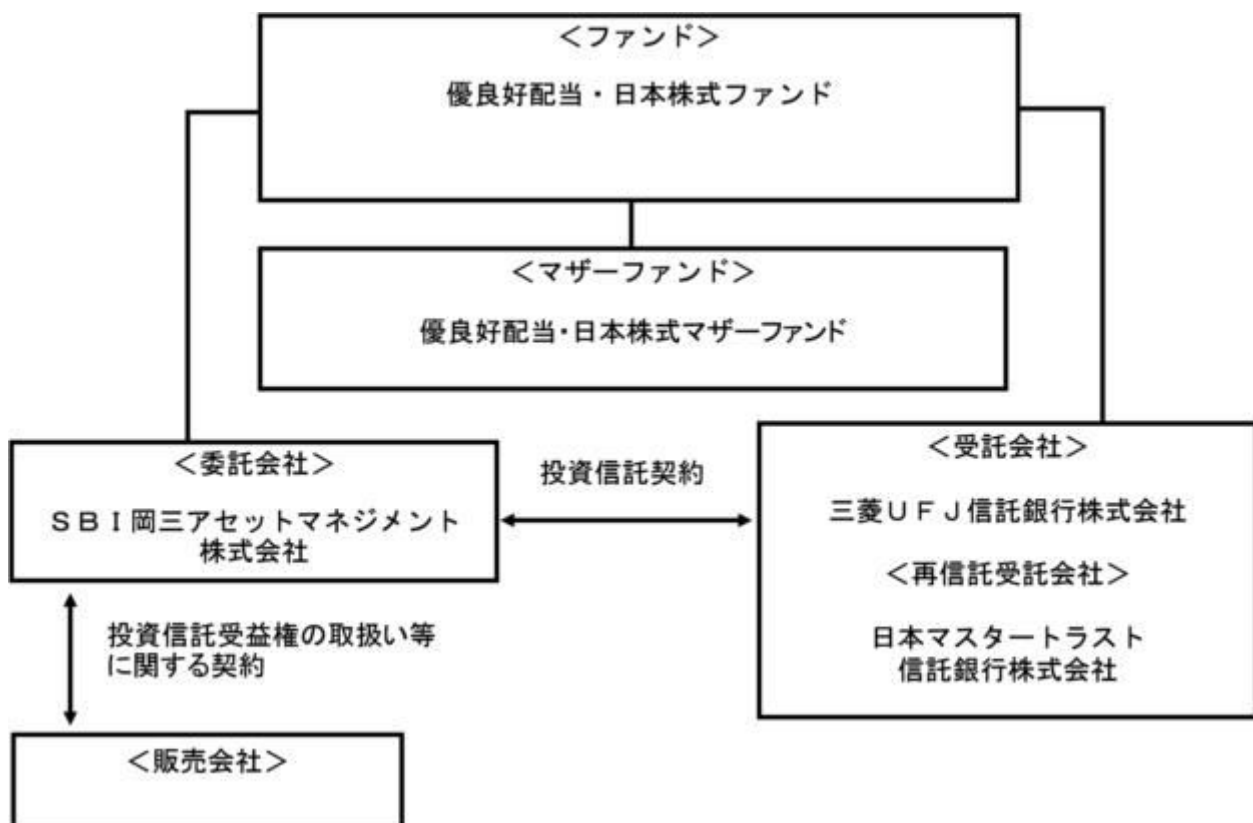 ＜ファンド＞
優良好配当・日本株式ファンド
＜マザーファンド＞
優良好配当・日本株式マザーファンド
＜委託会社＞
ＳＢＩ岡三アセットマネジメント
株式会社
投資信託契約
＜受託会社＞
三菱ＵＦＪ信託銀行株式会社
＜再信託受託会社＞
日本マスタートラスト
信託銀行株式会社
投資信託受益権の取扱い等
に関する契約
＜販売会社＞